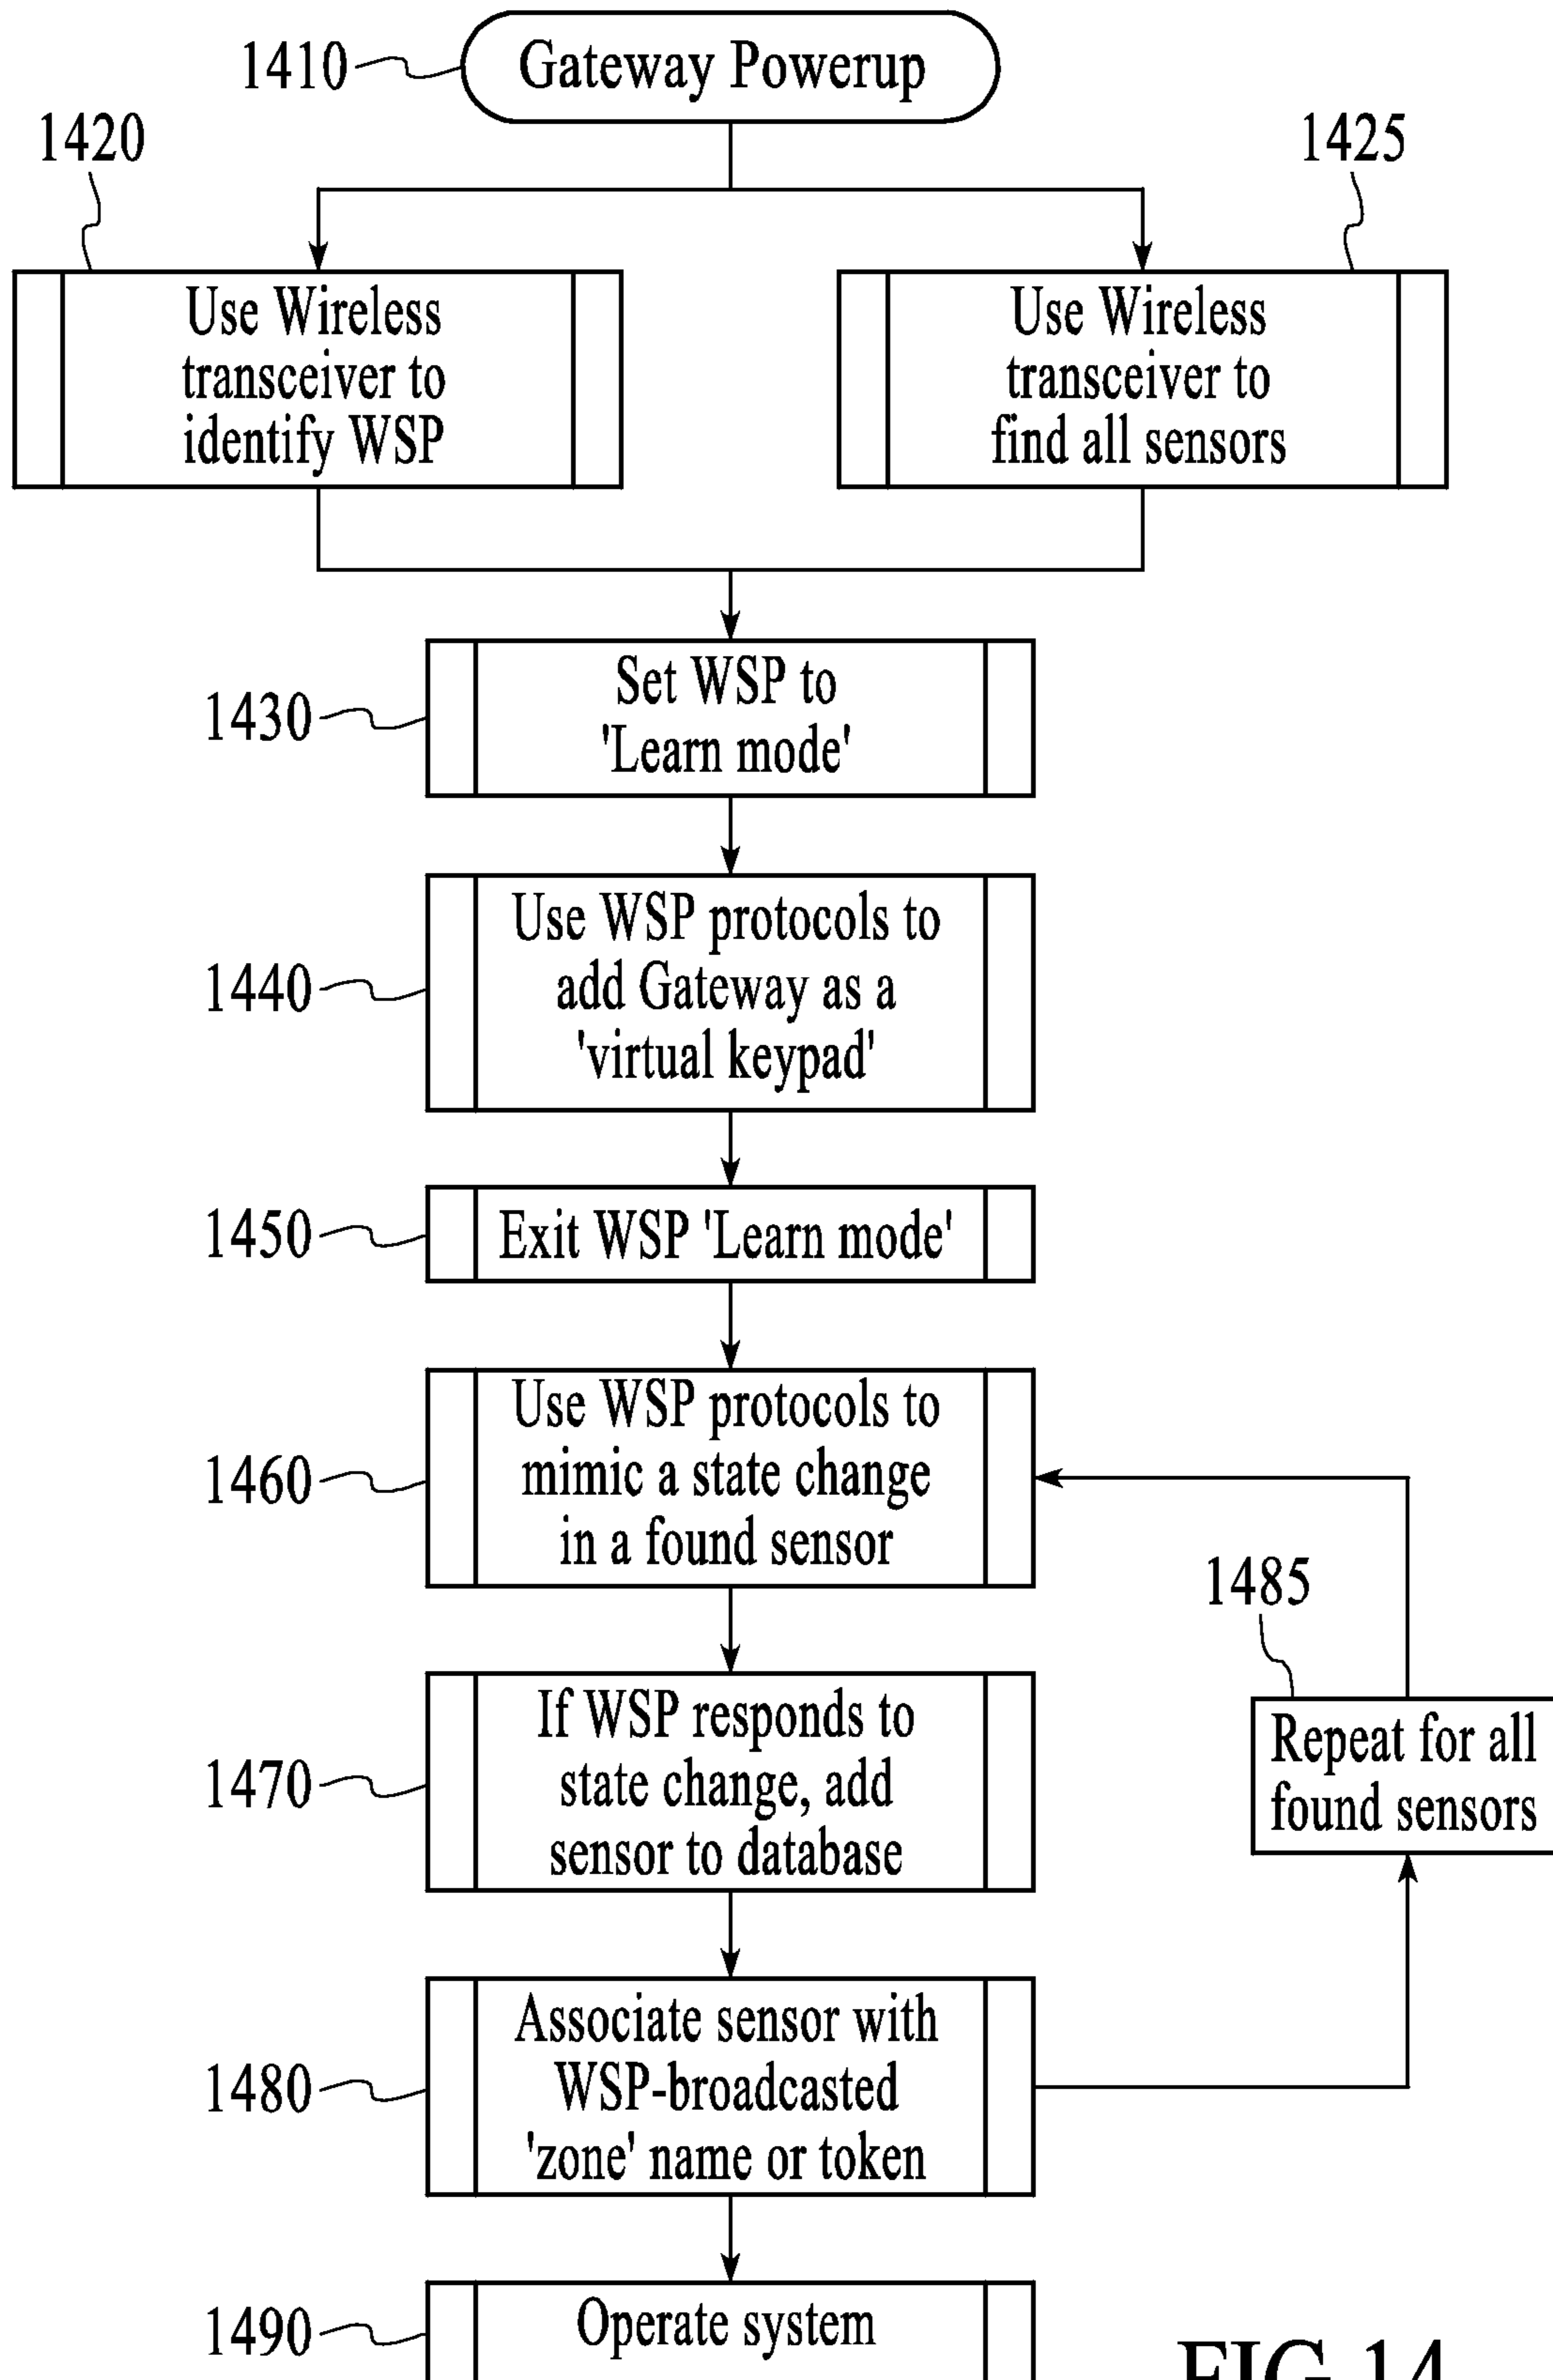 1410
Gateway Powerup
1420
1425
Use Wireless
transceiver to
identify WSP
Use Wireless
transceiver to
find all sensors
1430
Set WSP to
'Learn mode'
1440
Use WSP protocols to
add Gateway as a
'virtual keypad'
1450
Exit WSP 'Learn mode'
1460
Use WSP protocols to
mimic a state change
in a found sensor
1485
Repeat for all
found sensors
1470
If WSP responds to
state change, add
sensor to database
1480
Associate sensor with
WSP-broadcasted
'zone' name or token
1490
Operate system
FIG 14